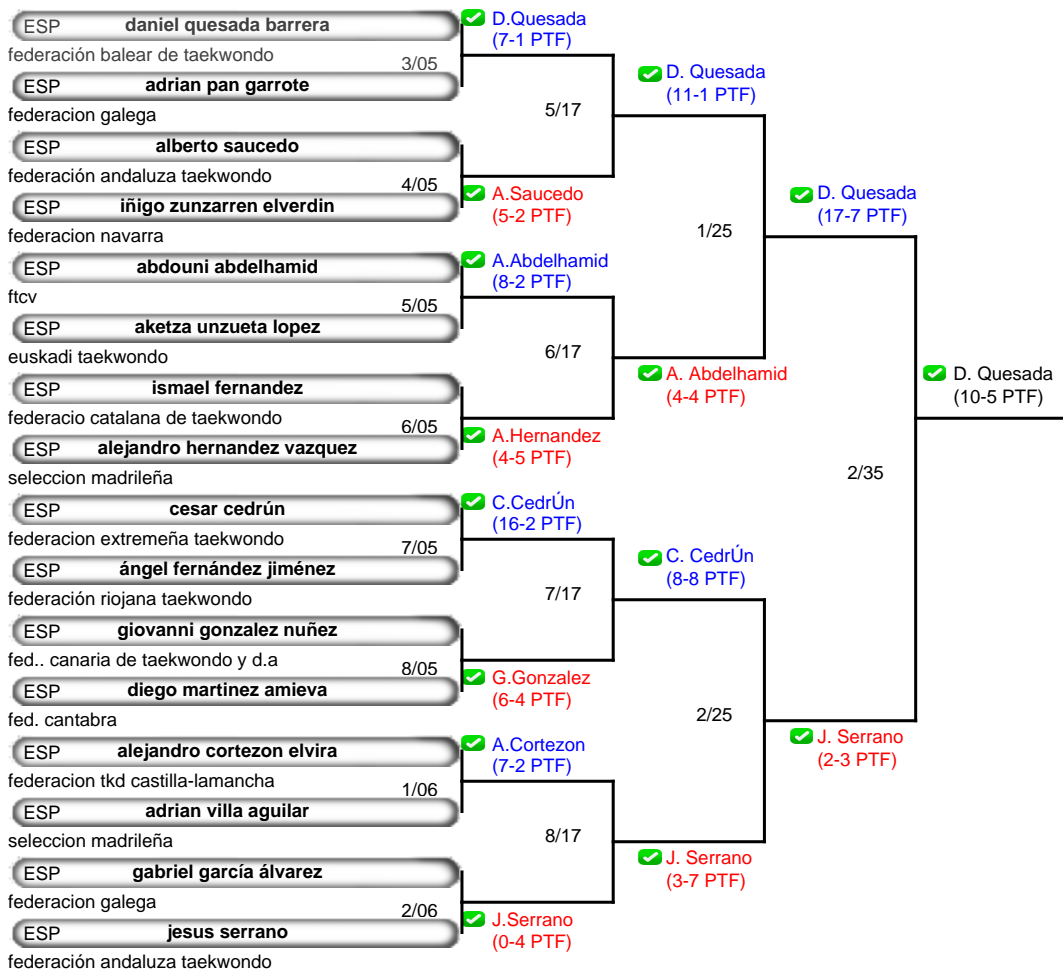 ESP daniel quesada barrera
federación balear de taekwondo
3/05
ESP adrian pan garrote
federacion galega
ESP alberto saucedo
federación andaluza taekwondo
4/05
ESP iñigo zunzarren elverdin
federacion navarra
ESP abdouni abdelhamid
ftcv
5/05
ESP aketza unzueta lopez
euskadi taekwondo
ESP ismael fernandez
federacio catalana de taekwondo
6/05
ESP alejandro hernandez vazquez
seleccion madrileña
ESP cesar cedrún
federacion extremeña taekwondo
7/05
ESP ángel fernández jiménez
federación riojana taekwondo
ESP giovanni gonzalez nuñez
fed.. canaria de taekwondo y d.a
8/05
ESP diego martinez amieva
fed. cantabra
ESP alejandro cortezon elvira
federacion tkd castilla-lamancha
1/06
ESP adrian villa aguilar
seleccion madrileña
ESP gabriel garcía álvarez
federacion galega
2/06
ESP jesus serrano
federación andaluza taekwondo
D.Quesada
(7-1 PTF)
5/17
A.Saucedo
(5-2 PTF)
A.Abdelhamid
(8-2 PTF)
6/17
A.Hernandez
(4-5 PTF)
C.CedrÚn
(16-2 PTF)
7/17
G.Gonzalez
(6-4 PTF)
A.Cortezon
(7-2 PTF)
8/17
J.Serrano
(0-4 PTF)
D. Quesada
(11-1 PTF)
1/25
A. Abdelhamid
(4-4 PTF)
C. CedrÚn
(8-8 PTF)
2/25
J. Serrano
(3-7 PTF)
D. Quesada
(17-7 PTF)
2/35
J. Serrano
(2-3 PTF)
D. Quesada
(10-5 PTF)